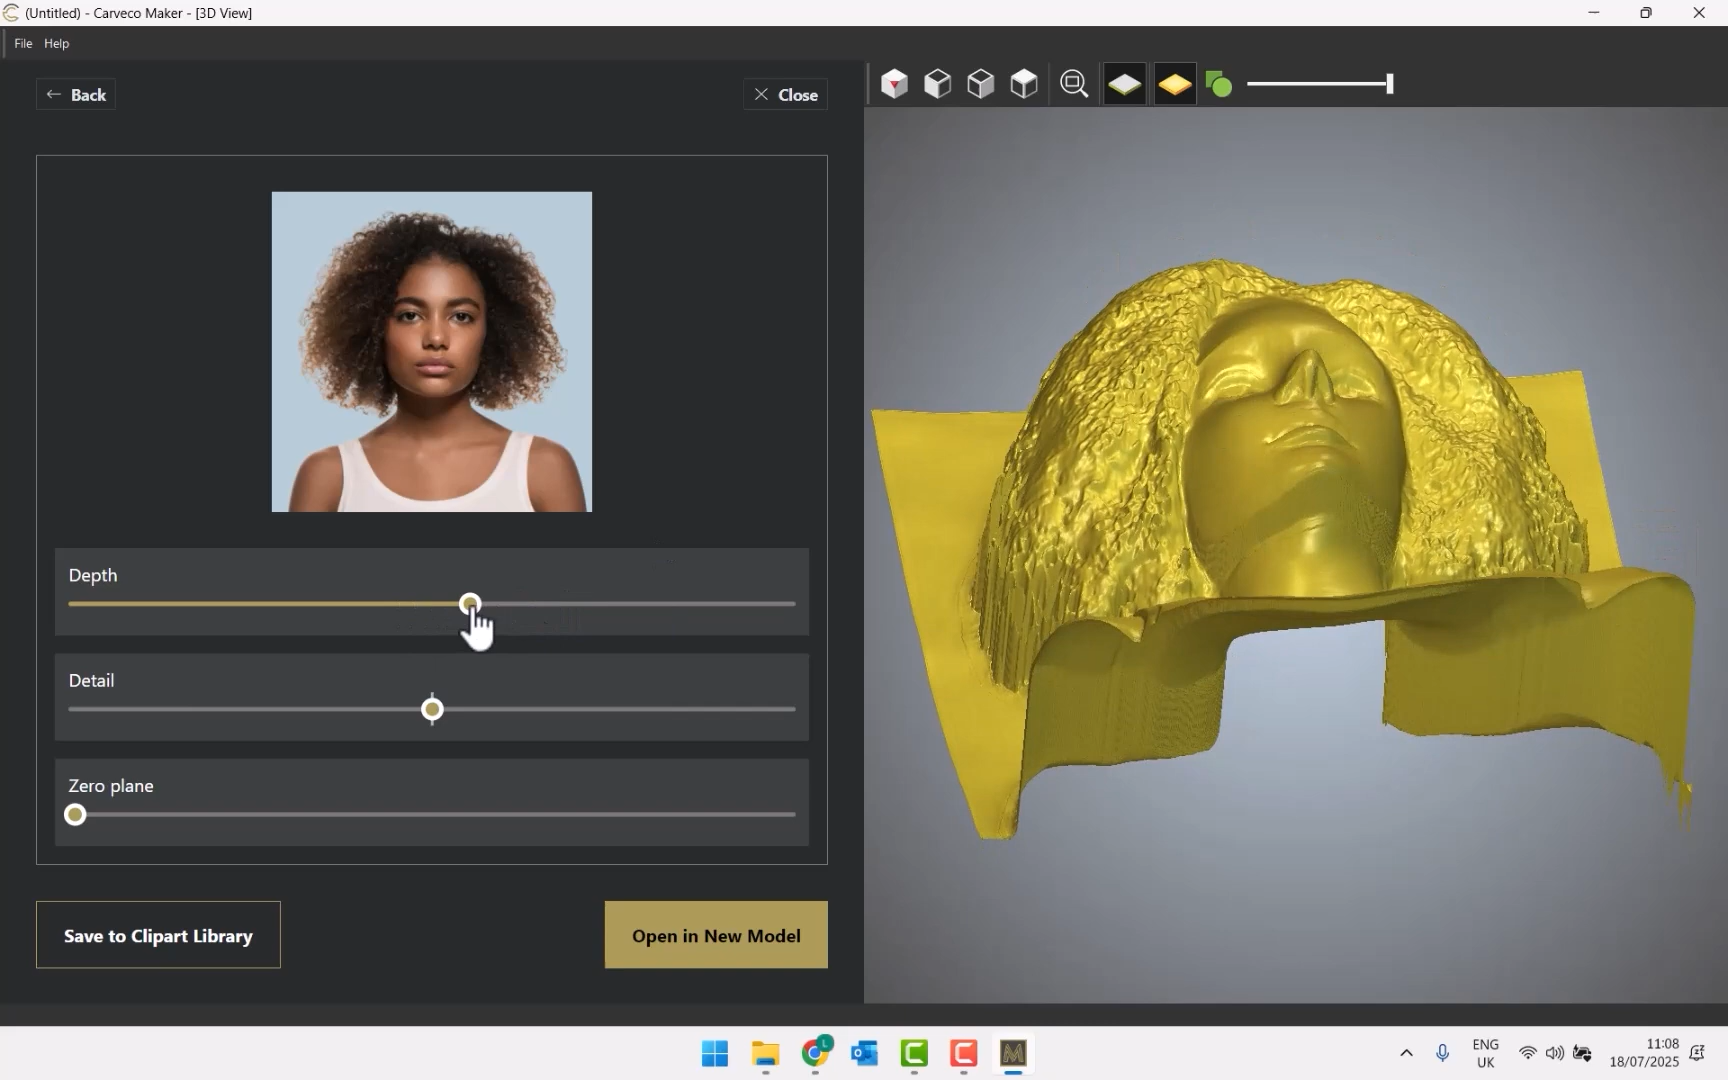 (Untitled) - Carveco Maker - [3D View]
File Help
← Back
Close
Depth
Detail
Zero plane
Save to Clipart Library
Open in New Model
ENG
UK
11:08
18/07/2025